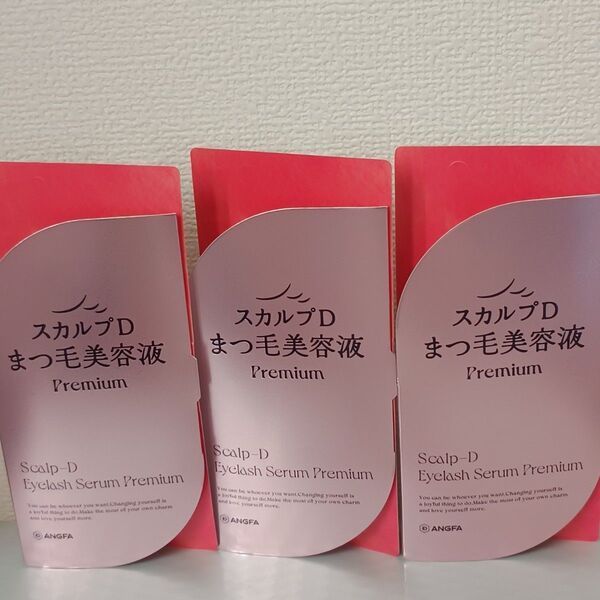 スカルプD
まつ毛美容液
Premium
Scalp-D
Eyelash Serum Premium
You can be whoever you want.Changing yourself is
a joyful thing to do.Make the most of your own charm
and love yourself more.
ANGFA
スカルプD
まつ毛美容液
Premium
Scalp-D
Eyelash Serum Premium
You can be whoever you want.Changing yourself is
a joyful thing to do.Make the most of your own charm
and love yourself more.
ANGFA
スカルプD
まつ毛美容液
Premium
Scalp-D
Eyelash Serum Premium
You can be whoever you want.Changing yourself is
a joyful thing to do.Make the most of your own charm
and love yourself more.
ANGFA